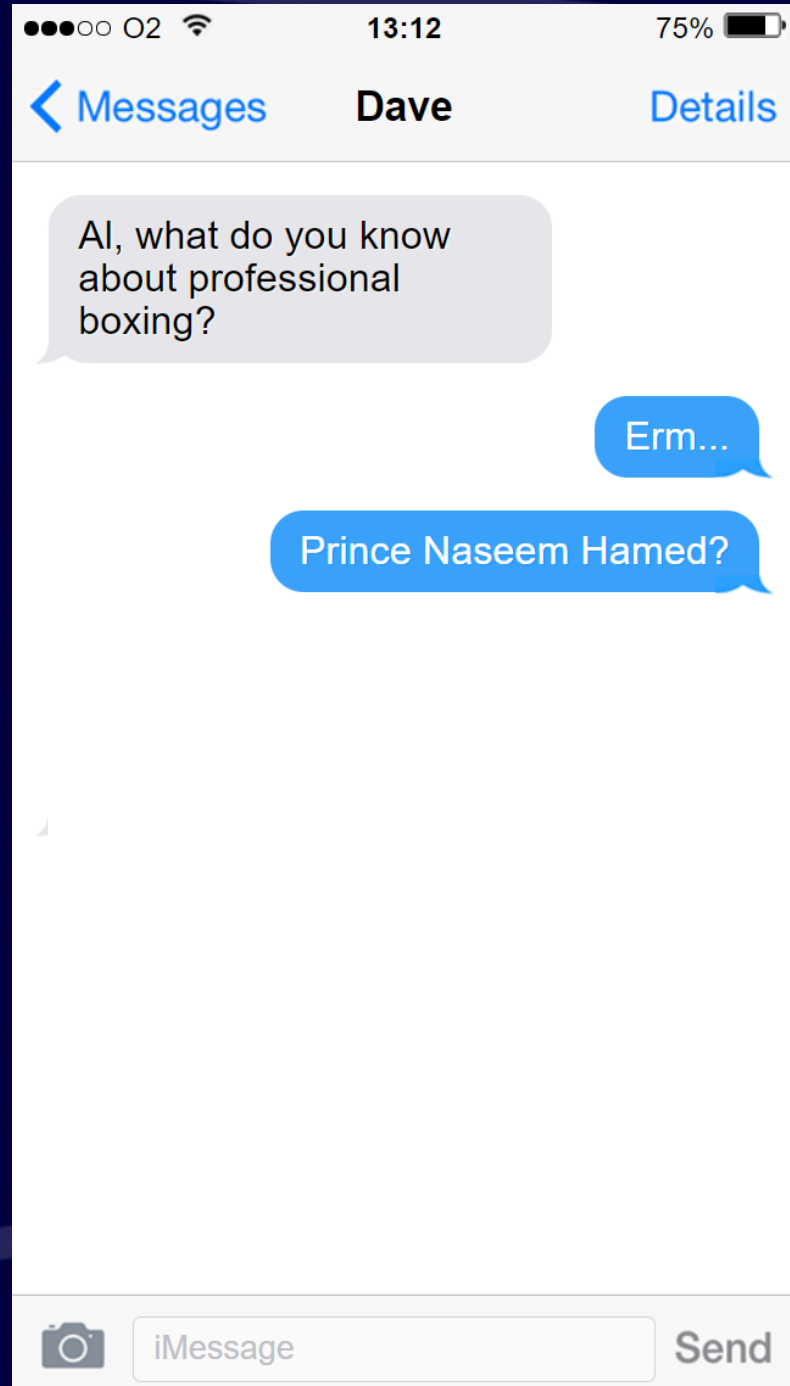 O2 13:12 75%
Messages Dave Details
Al, what do you know
about professional
boxing?
Erm...
Prince Naseem Hamed?
iMessage Send